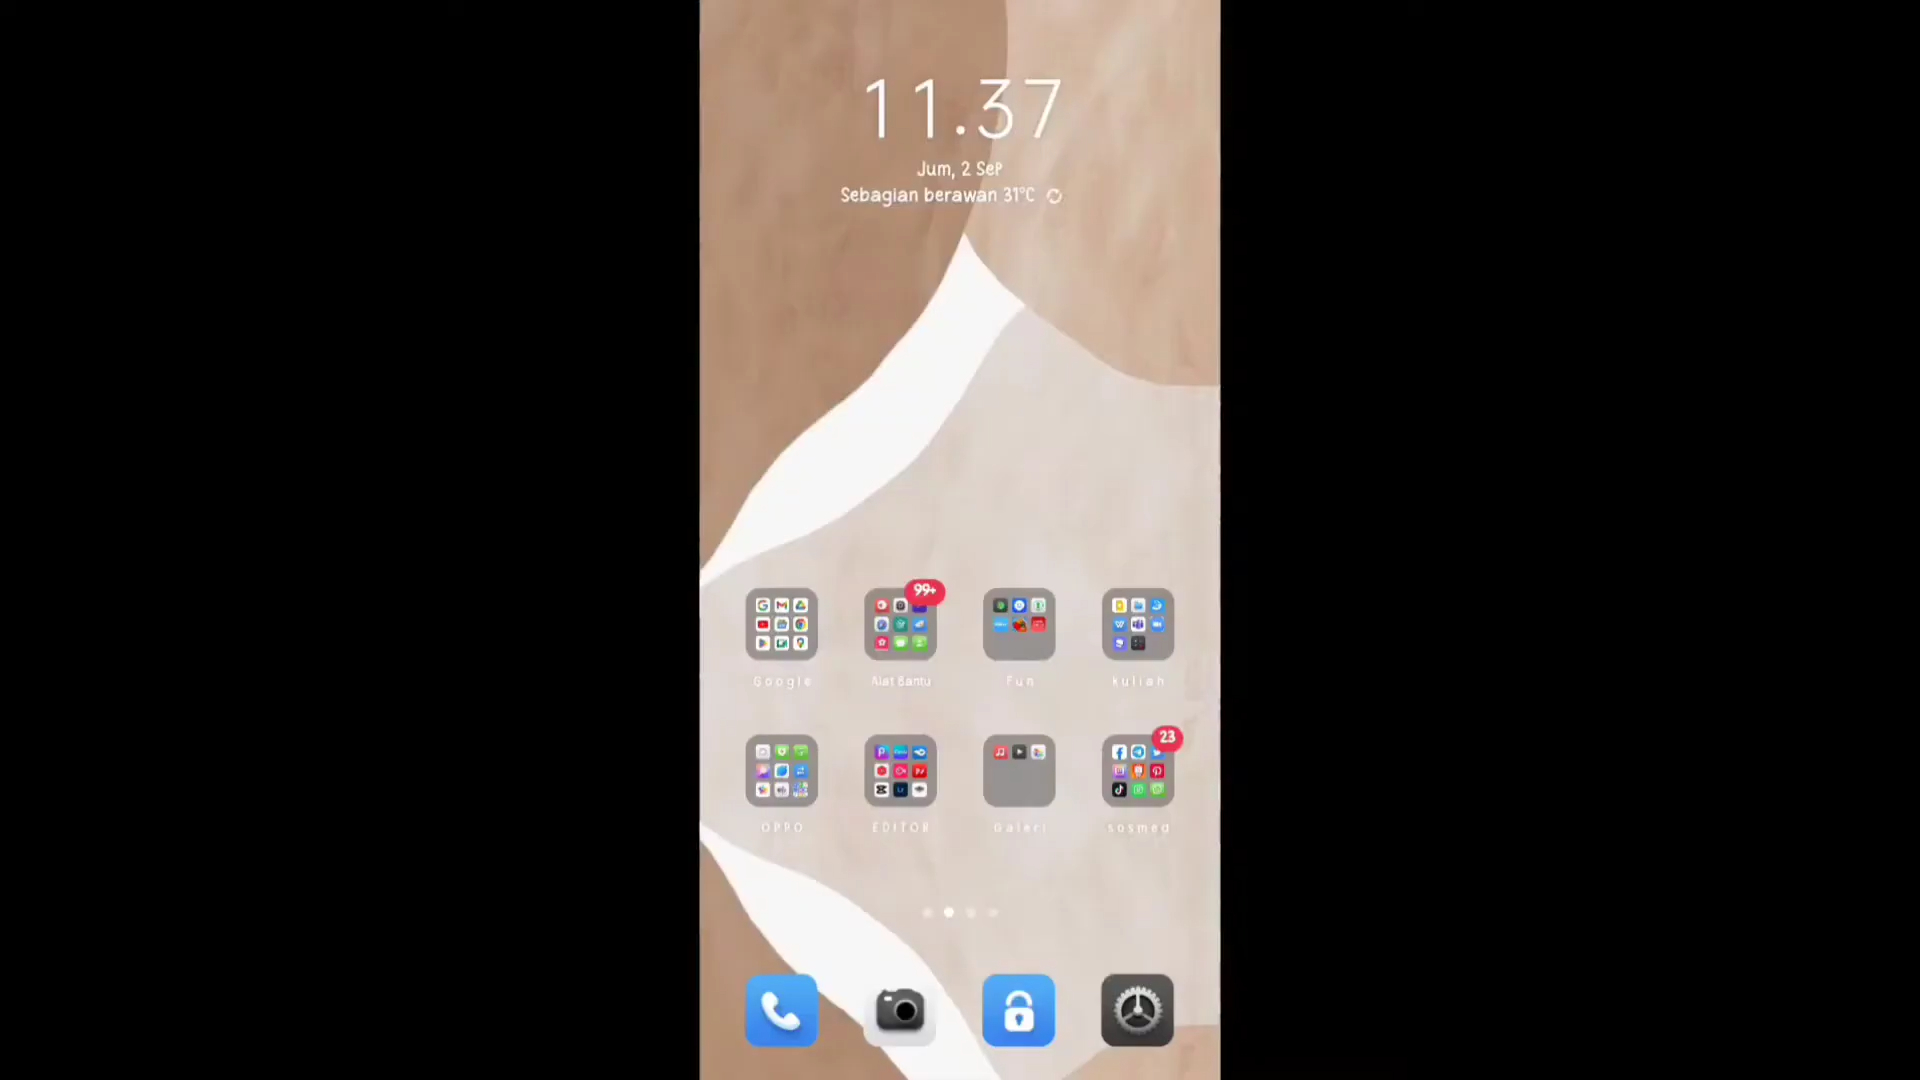 11.37
Jum, 2 Sep
Sebagian berawan 31°C
99+
Google
Alat Bantu
Fun
kuliah
23
OPPO
EDITOR
Galeri
sosmed